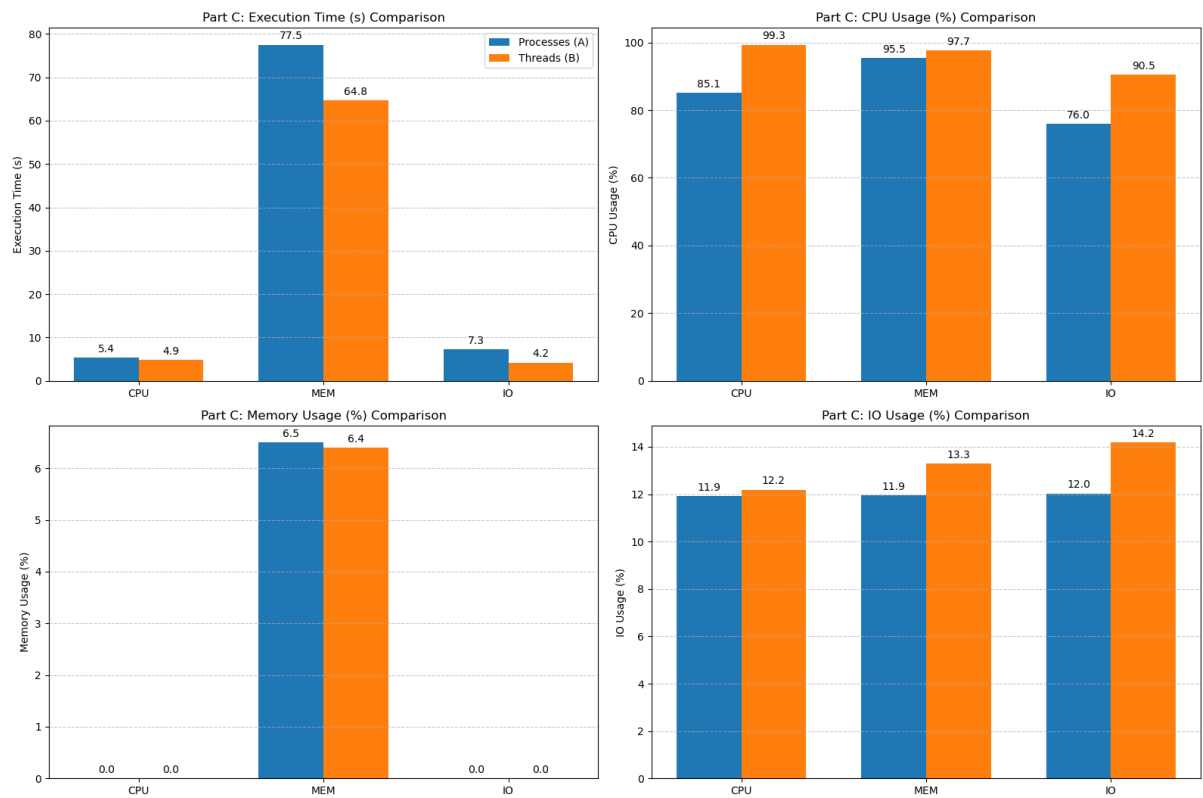 Part C: Execution Time (s) Comparison
Execution Time (s)
80
70
60
50
40
30
20
10
0
Processes (A)
Threads (B)
5.4
4.9
77.5
64.8
7.3
4.2
CPU
MEM
IO
Part C: CPU Usage (%) Comparison
CPU Usage (%)
100
80
60
40
20
0
85.1
99.3
95.5
97.7
76.0
90.5
CPU
MEM
IO
Part C: Memory Usage (%) Comparison
Memory Usage (%)
6
5
4
3
2
1
0
0.0
0.0
6.5
6.4
0.0
0.0
CPU
MEM
IO
Part C: IO Usage (%) Comparison
IO Usage (%)
14
12
10
8
6
4
2
0
11.9
12.2
11.9
13.3
12.0
14.2
CPU
MEM
IO